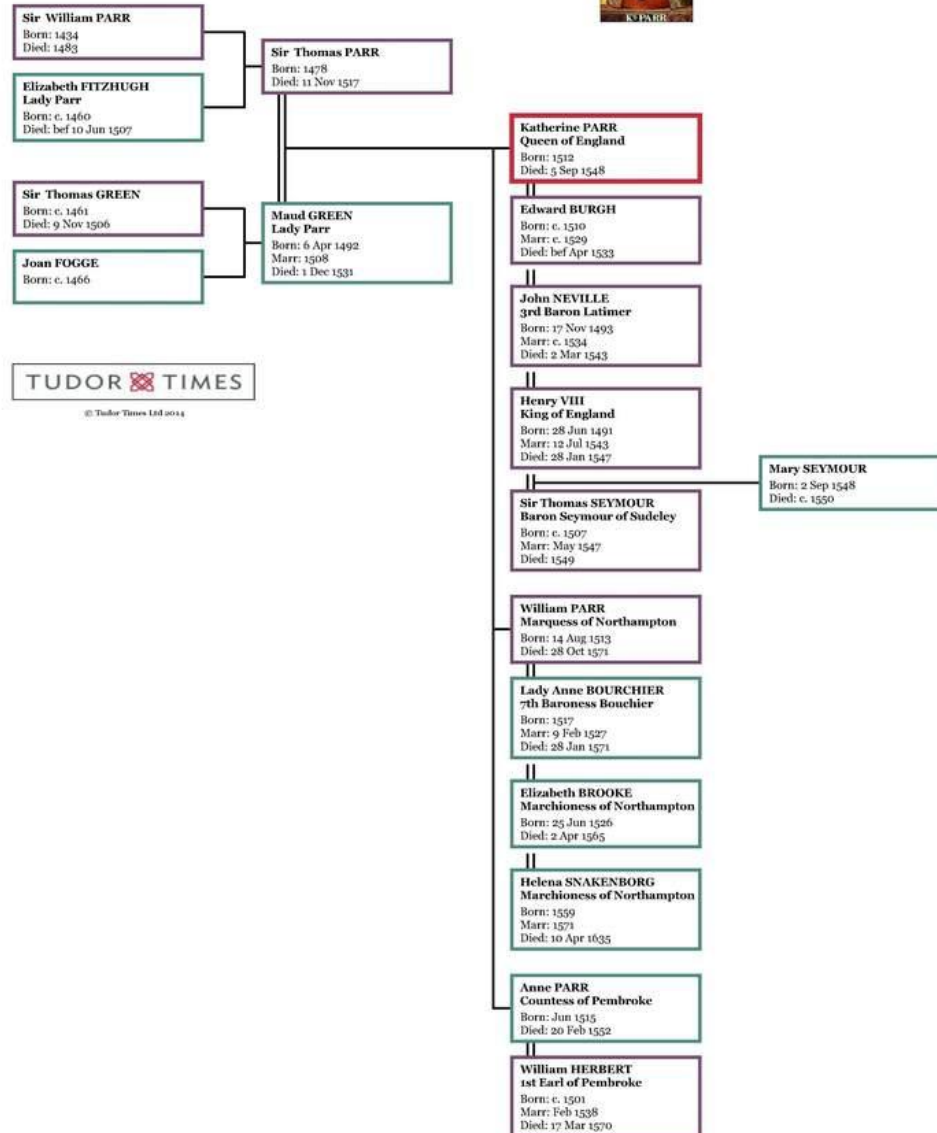 K· PARR
Sir William PARR
Born: 1434
Died: 1483
Elizabeth FITZHUGH
Lady Parr
Born: c. 1460
Died: bef 10 Jun 1507
Sir Thomas GREEN
Born: c. 1461
Died: 9 Nov 1506
Joan FOGGE
Born: c. 1466
Sir Thomas PARR
Born: 1478
Died: 11 Nov 1517
Maud GREEN
Lady Parr
Born: 6 Apr 1492
Marr: 1508
Died: 1 Dec 1531
Katherine PARR
Queen of England
Born: 1512
Died: 5 Sep 1548
Edward BURGH
Born: c. 1510
Marr: c. 1529
Died: bef Apr 1533
John NEVILLE
3rd Baron Latimer
Born: 17 Nov 1493
Marr: c. 1534
Died: 2 Mar 1543
Henry VIII
King of England
Born: 28 Jun 1491
Marr: 12 Jul 1543
Died: 28 Jan 1547
Sir Thomas SEYMOUR
Baron Seymour of Sudeley
Born: c. 1507
Marr: May 1547
Died: 1549
Mary SEYMOUR
Born: 2 Sep 1548
Died: c. 1550
William PARR
Marquess of Northampton
Born: 14 Aug 1513
Died: 28 Oct 1571
Lady Anne BOURCHIER
7th Baroness Bouchier
Born: 1517
Marr: 9 Feb 1527
Died: 28 Jan 1571
Elizabeth BROOKE
Marchioness of Northampton
Born: 25 Jun 1526
Died: 2 Apr 1565
Helena SNAKENBORG
Marchioness of Northampton
Born: 1559
Marr: 1571
Died: 10 Apr 1635
Anne PARR
Countess of Pembroke
Born: Jun 1515
Died: 20 Feb 1552
William HERBERT
1st Earl of Pembroke
Born: c. 1501
Marr: Feb 1538
Died: 17 Mar 1570
TUDOR TIMES
© Tudor Times Ltd 2014